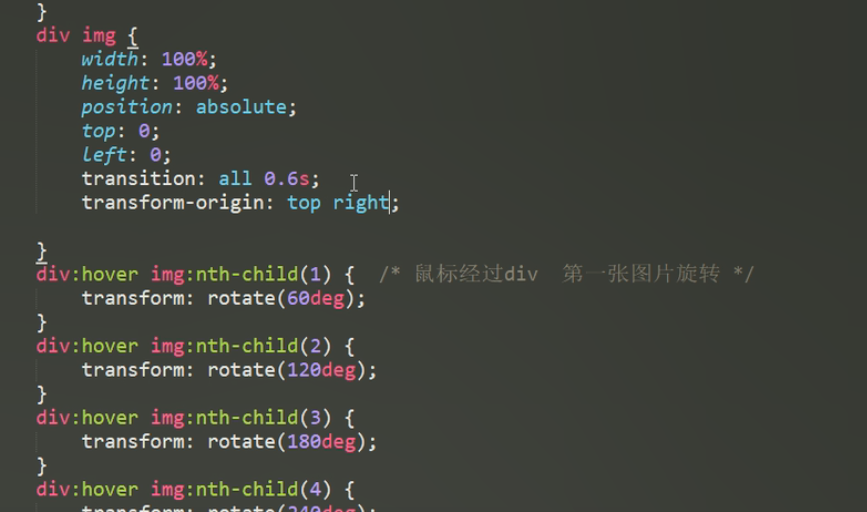 }
div img {
width: 100%;
height: 100%;
position: absolute;
top: 0;
left: 0;
transition: all 0.6s;
transform-origin: top right;
}
div:hover img:nth-child(1) {  /* 鼠标经过div  第一张图片旋转 */
transform: rotate(60deg);
}
div:hover img:nth-child(2) {
transform: rotate(120deg);
}
div:hover img:nth-child(3) {
transform: rotate(180deg);
}
div:hover img:nth-child(4) {
transform: rotate(240deg);